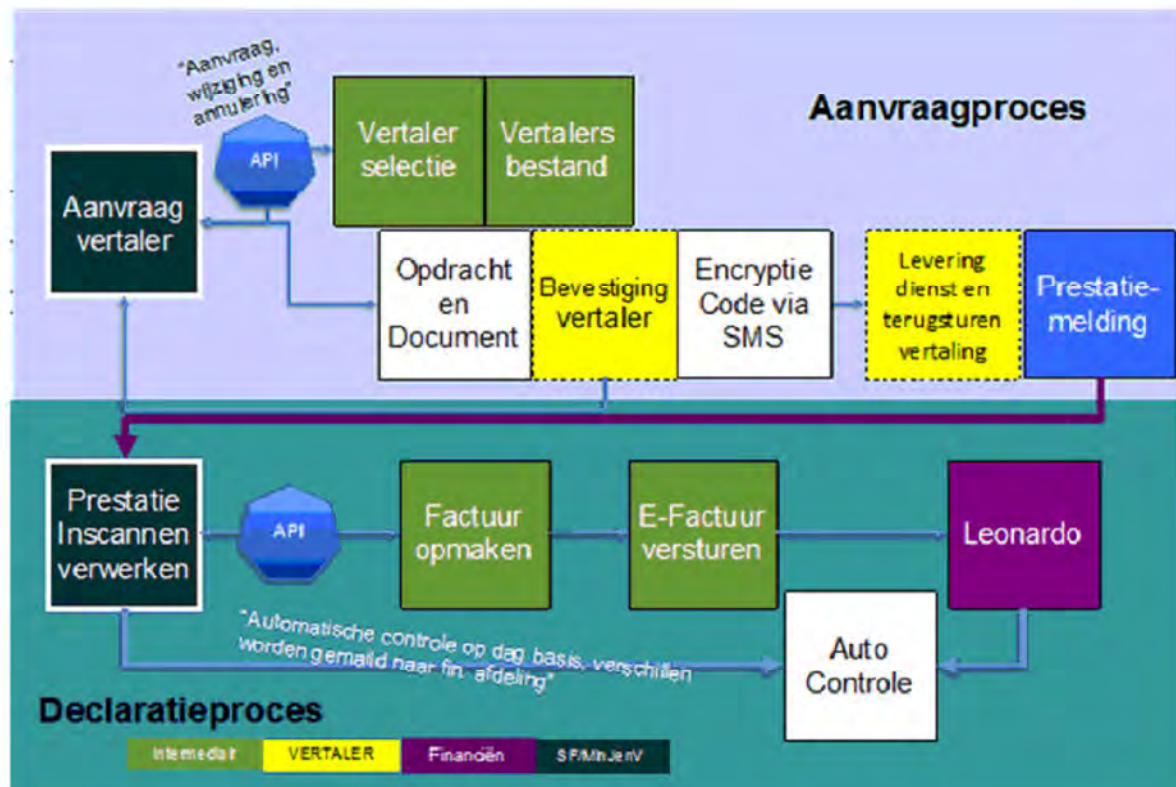 "Aanvraag,
wijziging en
annulering"
Aanvraagproces
API
Vertaler
selectie
Vertalers
bestand
Aanvraag
vertaler
Opdracht
en
Document
Bevestiging
vertaler
Encryptie
Code via
SMS
Levering
dienst en
terugsturen
vertaling
Prestatie-
melding
Prestatie
Inscannen
verwerken
API
Factuur
opmaken
E-Factuur
versturen
Leonardo
"Automatische controle op dag basis, verschillen
worden gemaild naar fin. afdeling"
Auto
Controle
Declaratieproces
Intermediair
VERTALER
Financiën
SF/MinJenV